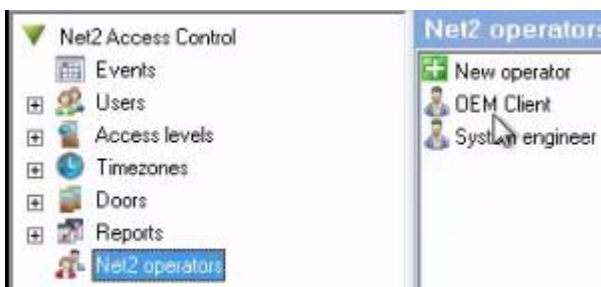 Net2 Access Control
Events
Users
Access levels
Timezones
Doors
Reports
Net2 operators
Net2 operators
New operator
OEM Client
System engineer